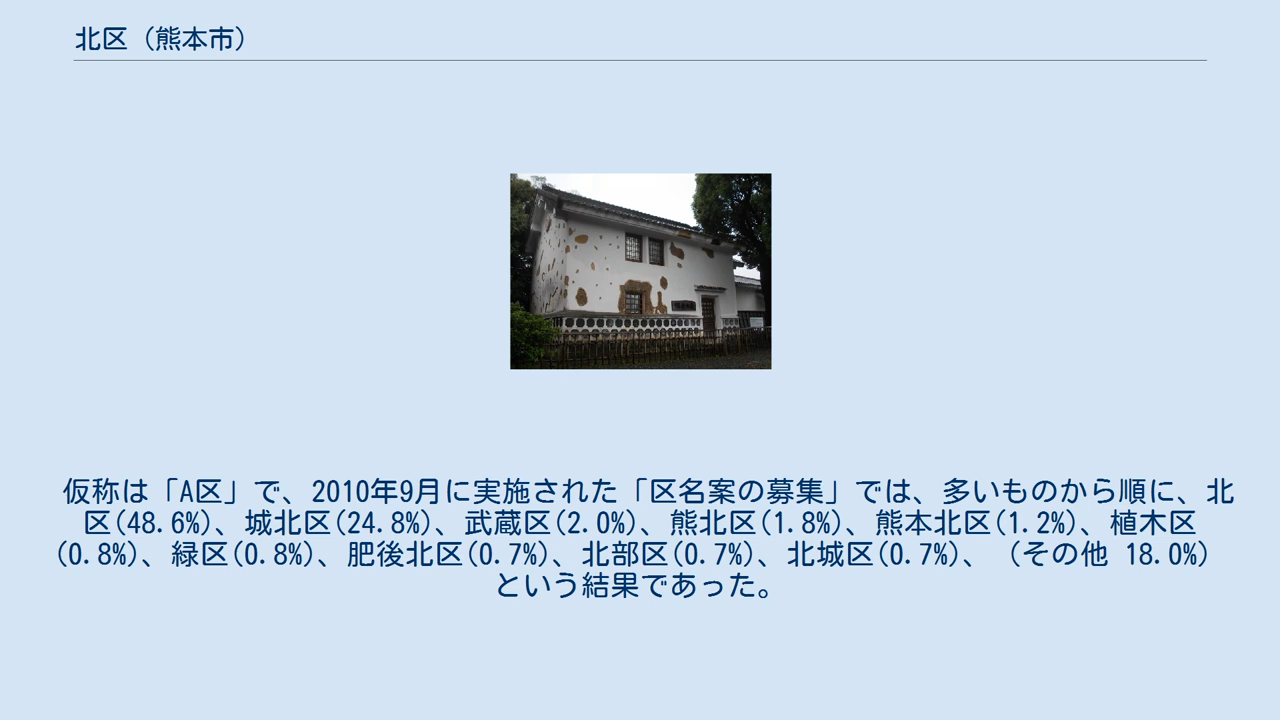 北区（熊本市）
仮称は「A区」で、2010年9月に実施された「区名案の募集」では、多いものから順に、北
区(48.6%)、城北区(24.8%)、武蔵区(2.0%)、熊北区(1.8%)、熊本北区(1.2%)、植木区
(0.8%)、緑区(0.8%)、肥後北区(0.7%)、北部区(0.7%)、北城区(0.7%)、（その他 18.0%）
という結果であった。